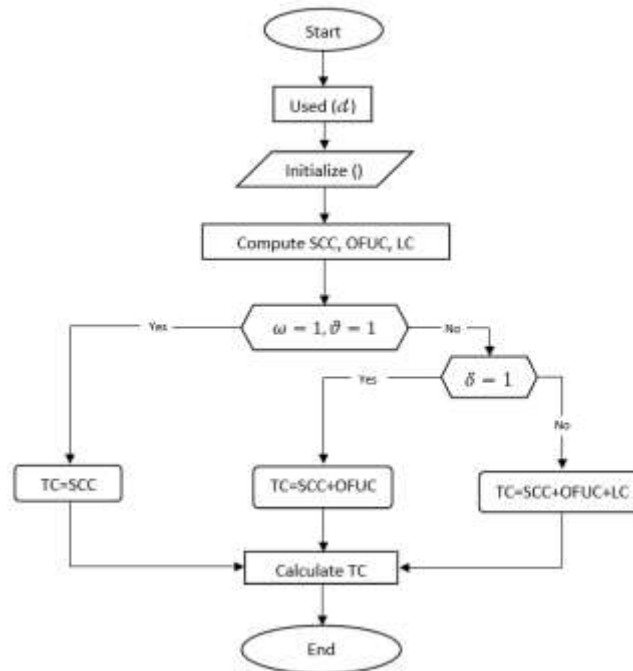 Start
Used (𝑑)
Initialize ()
Compute SCC, OFUC, LC
ω = 1, ϑ = 1
Yes
No
δ = 1
Yes
No
TC=SCC
TC=SCC+OFUC
TC=SCC+OFUC+LC
Calculate TC
End